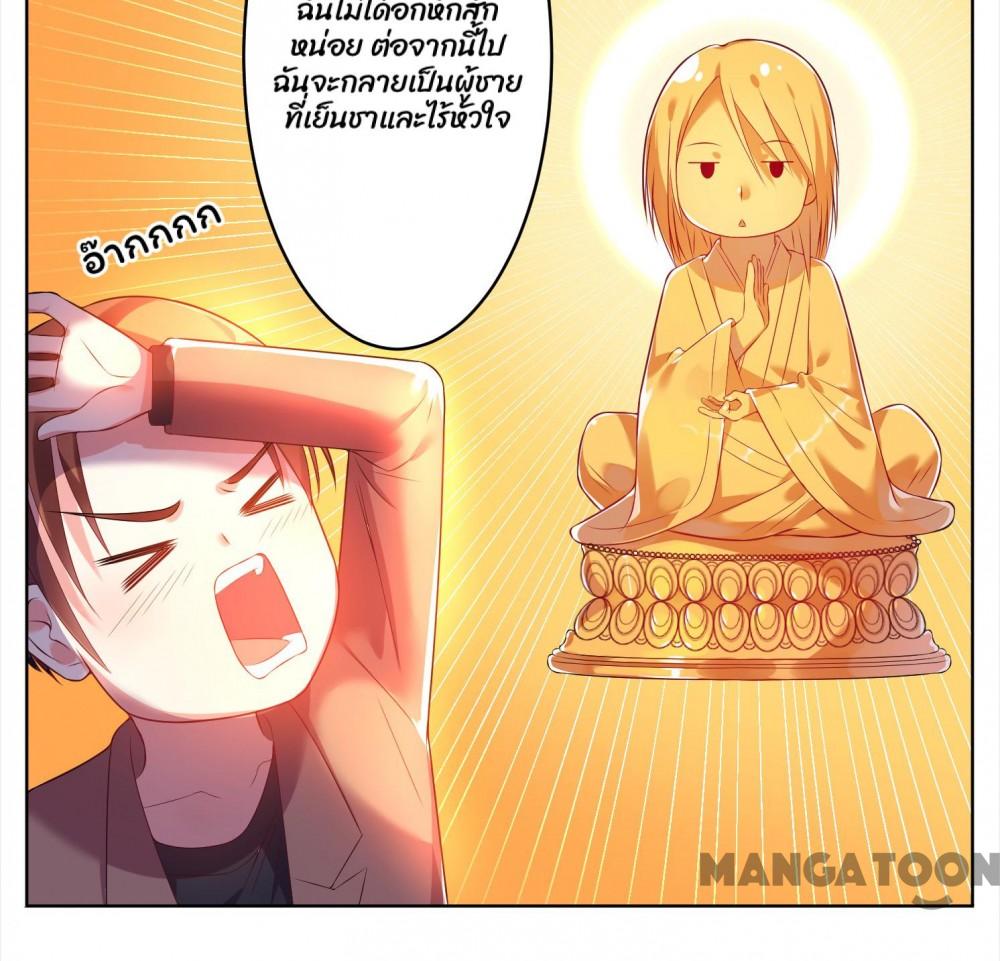 ฉันไม่ได้อกหักสัก
หน่อย ต่อจากนี้ไป
ฉันจะกลายเป็นผู้ชาย
ที่เย็นชาและไร้หัวใจ
อ๊ากกกก
MANGATOON